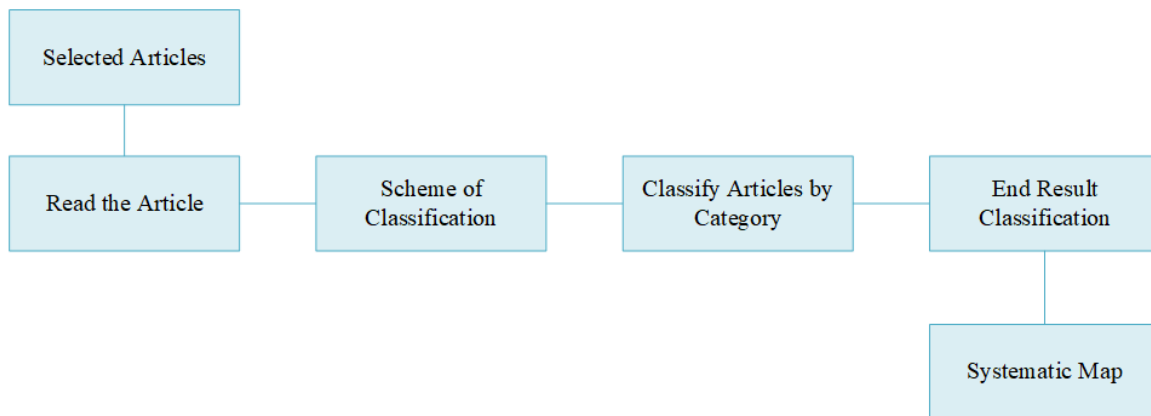 Selected Articles
Read the Article
Scheme of
Classification
Classify Articles by
Category
End Result
Classification
Systematic Map